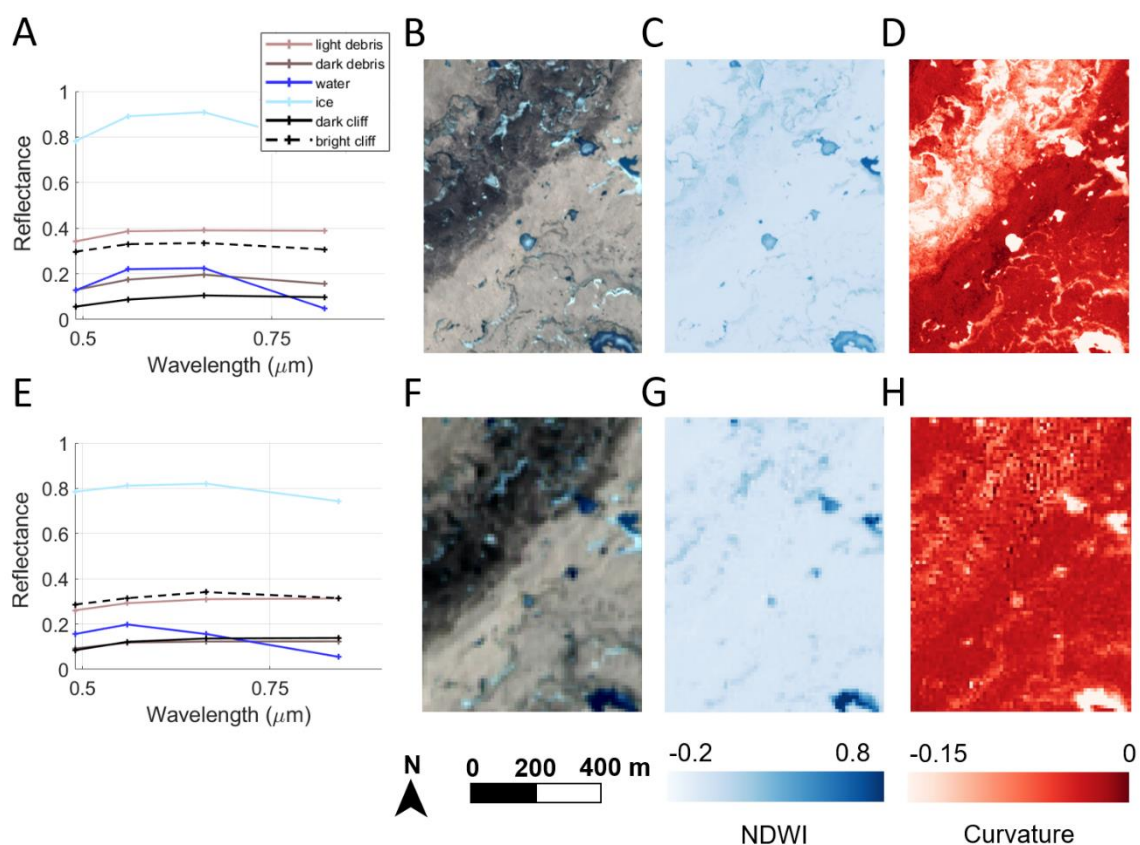 A
B
C
D
light debris
dark debris
water
ice
dark cliff
bright cliff
1
0.8
0.6
0.4
0.2
0
Reflectance
0.5
0.75
Wavelength (μm)
E
F
G
H
1
0.8
0.6
0.4
0.2
0
Reflectance
0.5
0.75
Wavelength (μm)
N
0 200 400 m
-0.2 0.8
NDWI
-0.15 0
Curvature